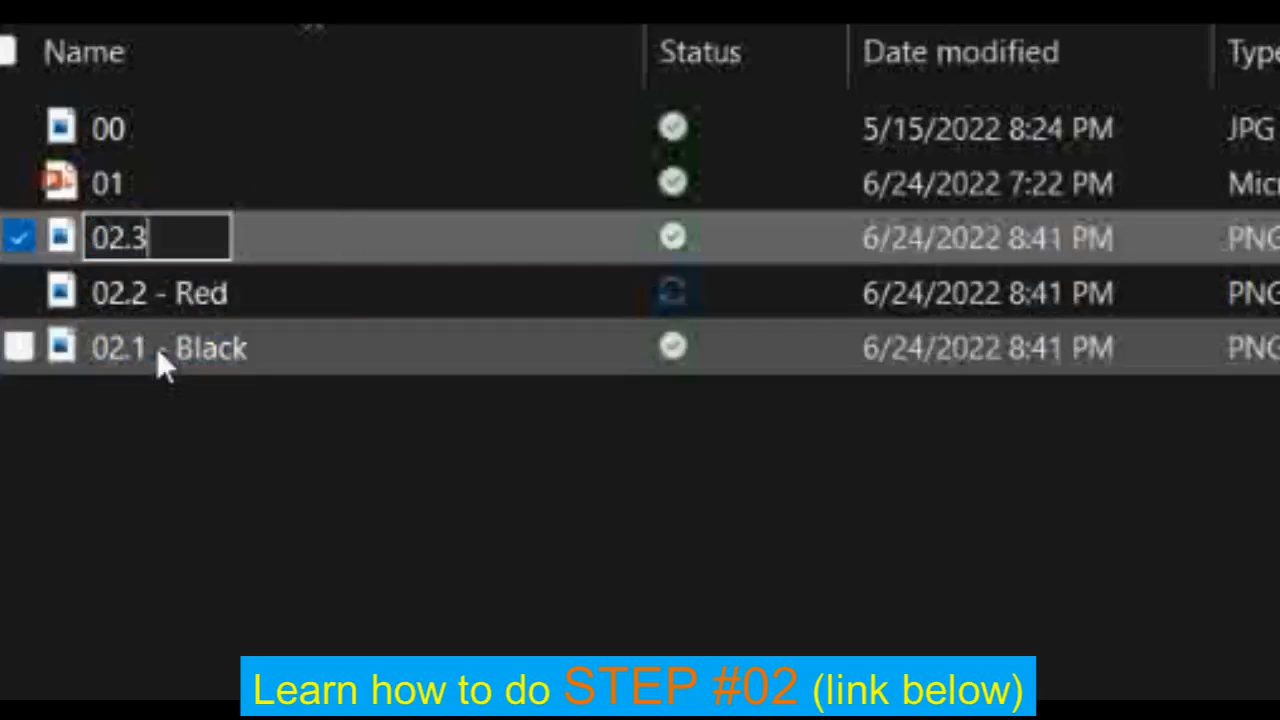 Name Status Date modified Type
00 5/15/2022 8:24 PM JPG
01 6/24/2022 7:22 PM Micr
02.3 6/24/2022 8:41 PM PNG
02.2 - Red 6/24/2022 8:41 PM PNG
02.1 - Black 6/24/2022 8:41 PM PNG
Learn how to do STEP #02 (link below)